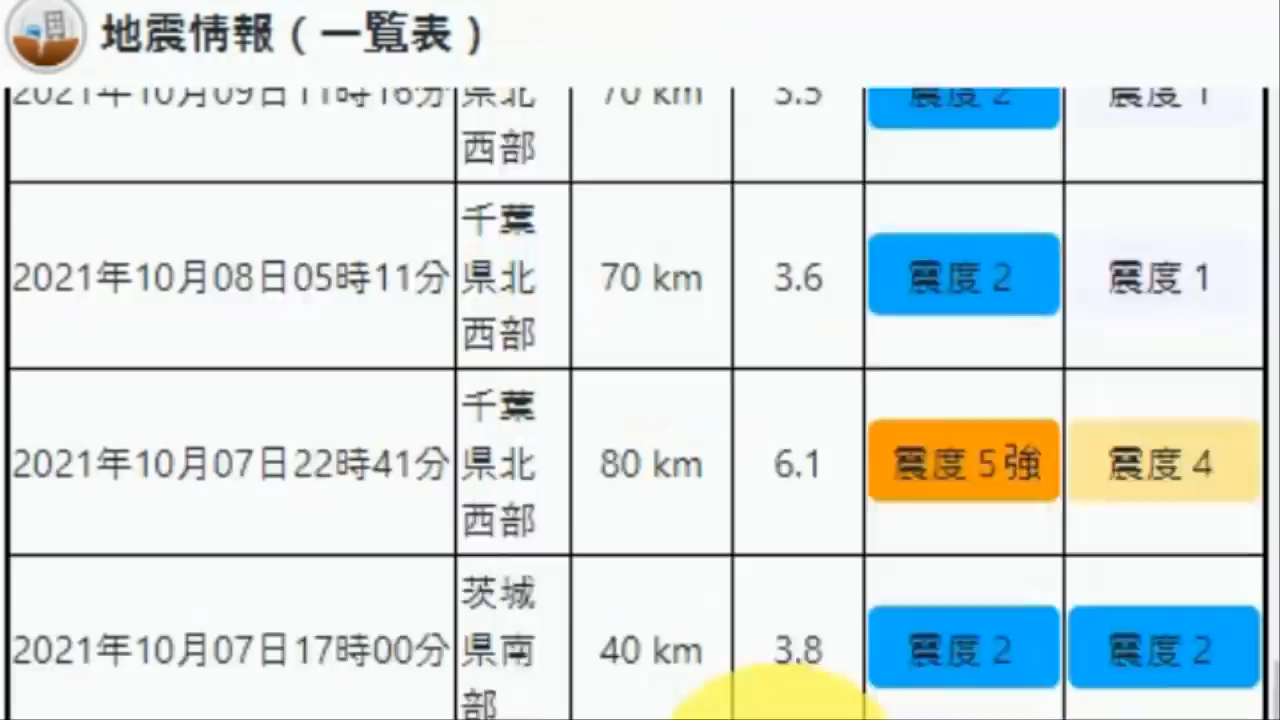 地震情報（一覧表）
2021年10月09日11時16分 県北西部 70 km 3.5 震度 2 震度 1
2021年10月08日05時11分 千葉県北西部 70 km 3.6 震度 2 震度 1
2021年10月07日22時41分 千葉県北西部 80 km 6.1 震度 5強 震度 4
2021年10月07日17時00分 茨城県南部 40 km 3.8 震度 2 震度 2